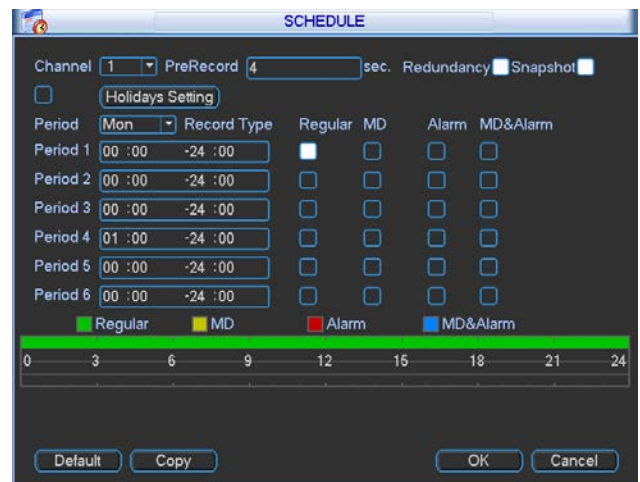 SCHEDULE
Channel 1 PreRecord 4 sec. Redundancy Snapshot
Holidays Setting
Period Mon Record Type Regular MD Alarm MD&Alarm
Period 1 00 :00 -24 :00
Period 2 00 :00 -24 :00
Period 3 00 :00 -24 :00
Period 4 01 :00 -24 :00
Period 5 00 :00 -24 :00
Period 6 00 :00 -24 :00
Regular MD Alarm MD&Alarm
0 3 6 9 12 15 18 21 24
Default Copy OK Cancel